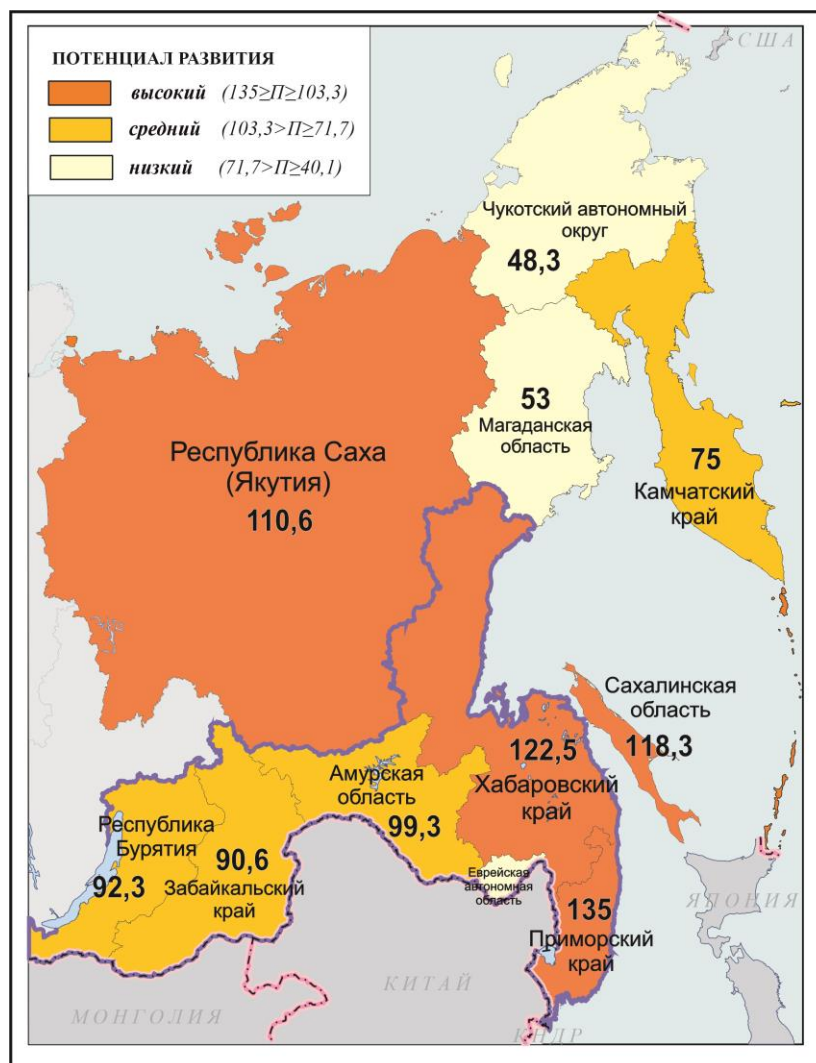 ПОТЕНЦИАЛ РАЗВИТИЯ
высокий (135≥П≥103,3)
средний (103,3>П≥71,7)
низкий (71,7>П≥40,1)
США
Чукотский автономный
округ
48,3
53
Магаданская
область
75
Камчатский
край
Республика Саха
(Якутия)
110,6
Сахалинская
область
118,3
122,5
Хабаровский
край
Амурская
область
99,3
Республика
Бурятия
92,3
90,6
Забайкальский
край
Еврейская
автономная
область
135
Приморский
край
ЯПОНИЯ
КИТАЙ
МОНГОЛИЯ
КНДР